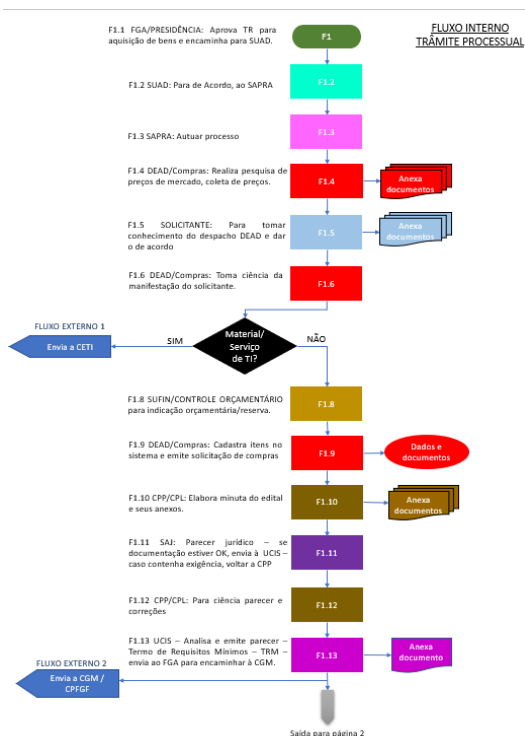 FLUXO INTERNO
TRÂMITE PROCESSUAL
F1.1 FGA/PRESIDÊNCIA: Aprova TR para
aquisição de bens e encaminha para SUAD.
F1
F1.2 SUAD: Para de Acordo, ao SAPRA
F1.2
F1.3 SAPRA: Autuar processo
F1.3
F1.4 DEAD/Compras: Realiza pesquisa de
preços de mercado, coleta de preços.
F1.4
Anexa
documentos
F1.5 SOLICITANTE: Para tomar
conhecimento do despacho DEAD e dar
o de acordo
F1.5
Anexa
documentos
F1.6 DEAD/Compras: Toma ciência da
manifestação do solicitante.
F1.6
FLUXO EXTERNO 1
Envia a CETI
SIM
Material/
Serviço
de TI?
NÃO
F1.8 SUFIN/CONTROLE ORÇAMENTÁRIO
para indicação orçamentária/reserva.
F1.8
F1.9 DEAD/Compras: Cadastra itens no
sistema e emite solicitação de compras
F1.9
Dados e
documentos
F1.10 CPP/CPL: Elabora minuta do edital
e seus anexos.
F1.10
Anexa
documentos
F1.11 SAJ: Parecer jurídico – se
documentação estiver OK, envia à UCIS –
caso contenha exigência, voltar a CPP
F1.11
F1.12 CPP/CPL: Para ciência parecer e
correções
F1.12
F1.13 UCIS – Analisa e emite parecer –
Termo de Requisitos Mínimos – TRM –
envia ao FGA para encaminhar à CGM.
F1.13
Anexa
documento
FLUXO EXTERNO 2
Envia a CGM /
CPFGF
Saída para página 2